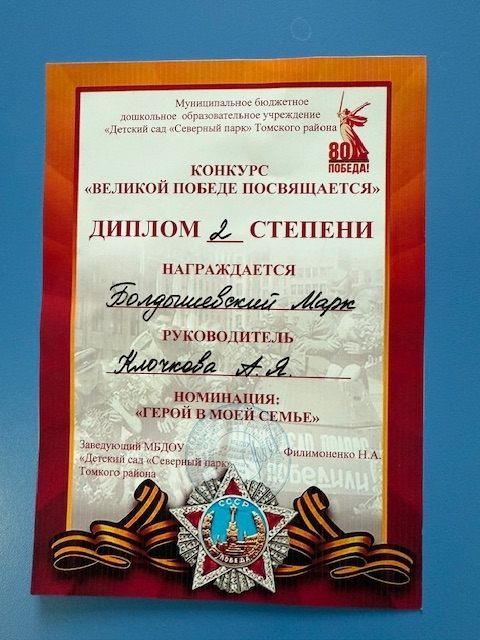 Муниципальное бюджетное
дошкольное образовательное учреждение
«Детский сад «Северный парк» Томского района
80
ПОБЕДА!
КОНКУРС
«ВЕЛИКОЙ ПОБЕДЕ ПОСВЯЩАЕТСЯ»
ДИПЛОМ 2 СТЕПЕНИ
НАГРАЖДАЕТСЯ
Болдышевский Марк
РУКОВОДИТЕЛЬ
Клочкова А.Я.
НОМИНАЦИЯ:
«ГЕРОЙ В МОЕЙ СЕМЬЕ»
Заведующий МБДОУ
«Детский сад «Северный парк»
Томкого района
Филимоненко Н.А.
ПОБЕДИЛИ!
СССР
ПОБЕДА